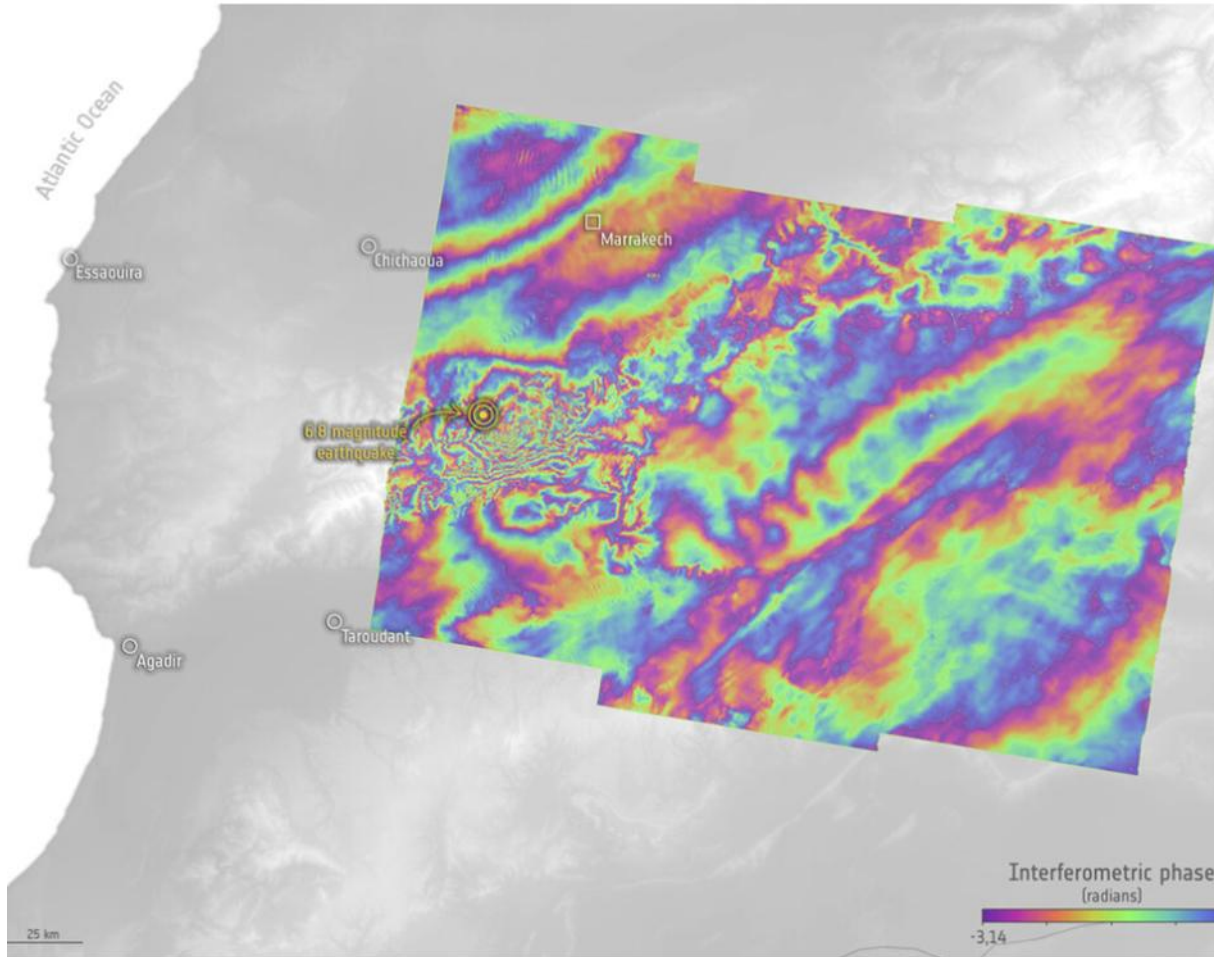 Atlantic Ocean
Marrakech
Chichaoua
Essaouira
6.8 magnitude
earthquake
Taroudant
Agadir
Interferometric phase
(radians)
-3,14
25 km